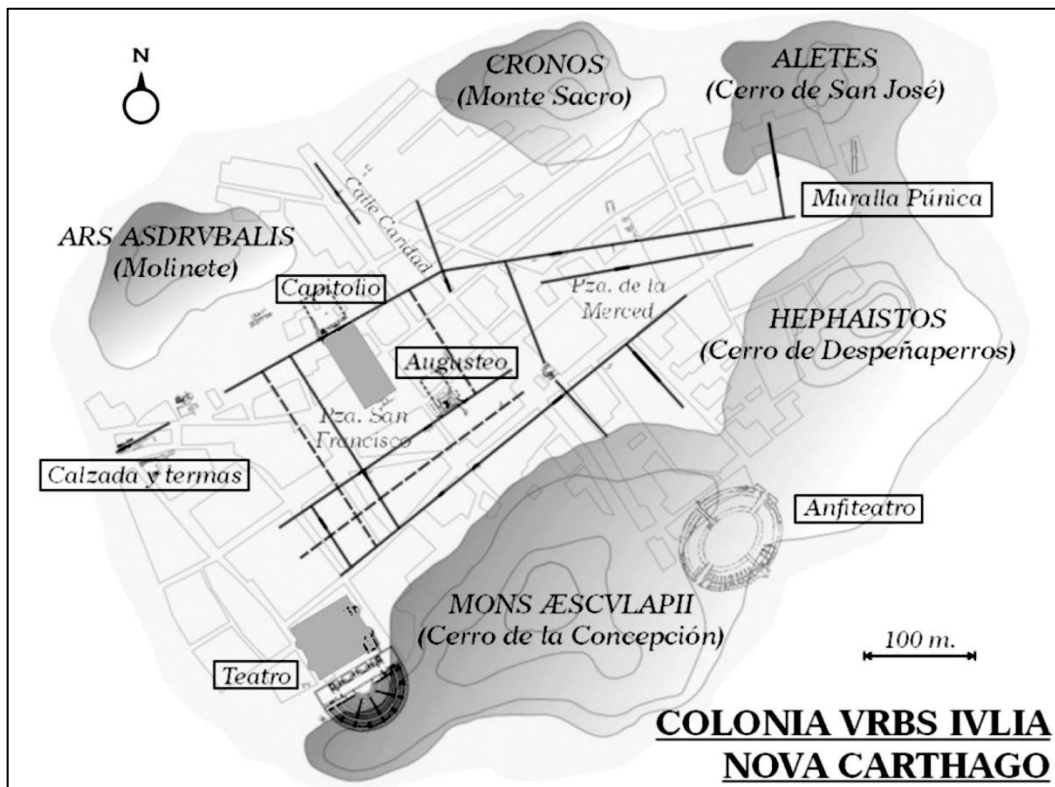 N
CRONOS
(Monte Sacro)
ALETES
(Cerro de San José)
Calle Caridad
Muralla Púnica
ARS ASDRVBALIS
(Molinete)
Capitolio
Pza. de la
Merced
HEPHAISTOS
(Cerro de Despeñaperros)
Augusteo
Pza. San
Francisco
Calzada y termas
Anfiteatro
MONS ÆSCVLAPII
(Cerro de la Concepción)
100 m.
Teatro
COLONIA VRBS IVLIA
NOVA CARTHAGO